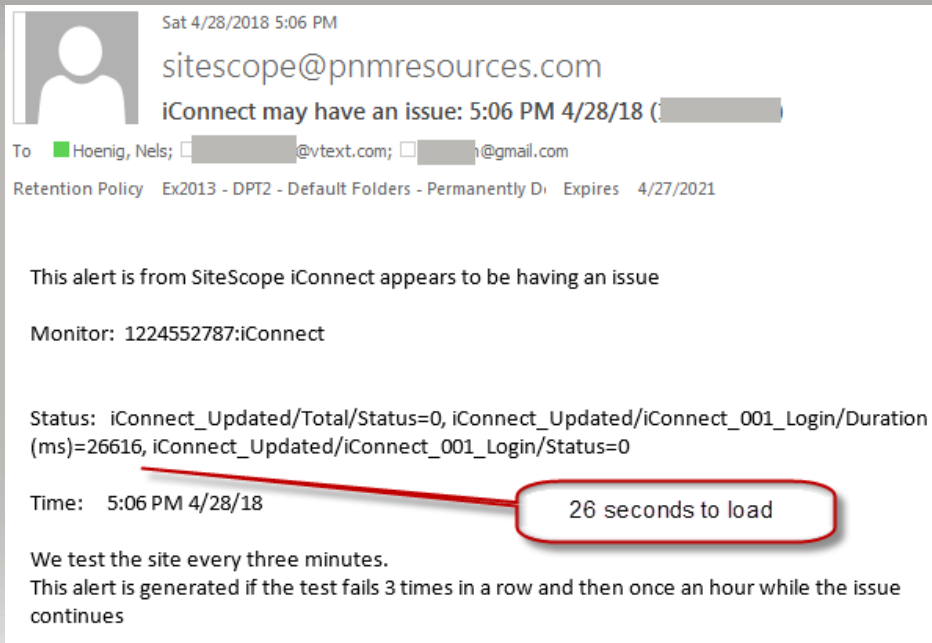 Sat 4/28/2018 5:06 PM
sitescope@pnmresources.com
iConnect may have an issue: 5:06 PM 4/28/18 (
To Hoenig, Nels; @vtext.com; @gmail.com
Retention Policy Ex2013 - DPT2 - Default Folders - Permanently D Expires 4/27/2021
This alert is from SiteScope iConnect appears to be having an issue
Monitor: 1224552787:iConnect
Status: iConnect_Updated/Total/Status=0, iConnect_Updated/iConnect_001_Login/Duration
(ms)=26616, iConnect_Updated/iConnect_001_Login/Status=0
Time: 5:06 PM 4/28/18
26 seconds to load
We test the site every three minutes.
This alert is generated if the test fails 3 times in a row and then once an hour while the issue
continues